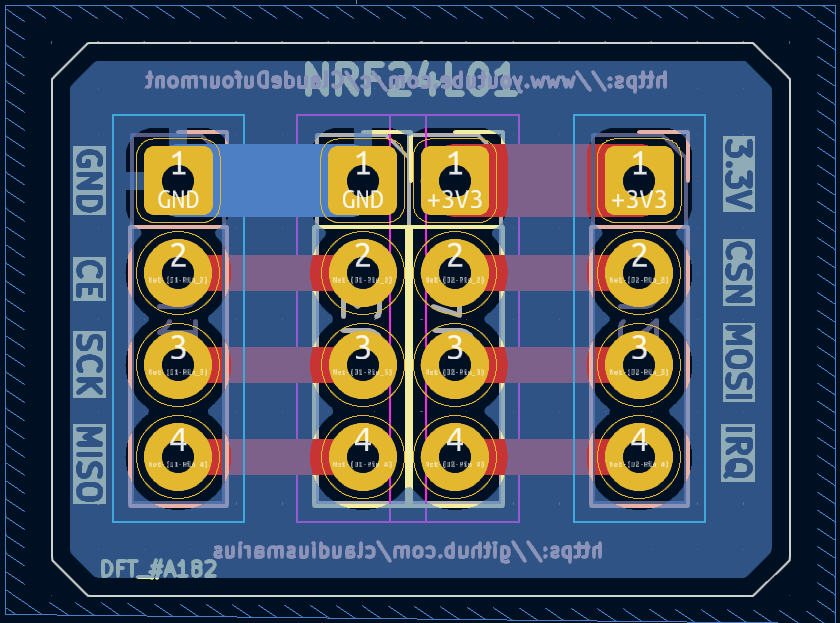 https://www.youtube.com/c/ClaudeDufourmont
NRF24L01
GND 1 GND 1 GND 1 +3V3 1 +3V3 3.3V
CE 2 2 2 2 CSN
SCK 3 3 3 3 MOSI
MISO 4 4 4 4 IRQ
https://github.com/claudiusmarius
DFT_#A182